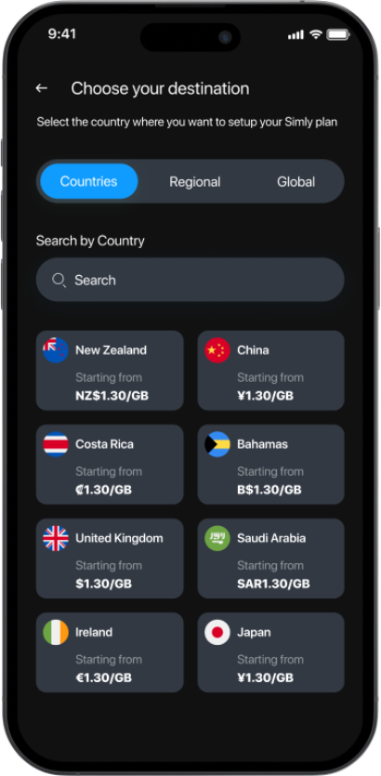 9:41
Choose your destination
Select the country where you want to setup your Simly plan
Countries Regional Global
Search by Country
Search
New Zealand
Starting from
NZ$1.30/GB
China
Starting from
¥1.30/GB
Costa Rica
Starting from
₡1.30/GB
Bahamas
Starting from
B$1.30/GB
United Kingdom
Starting from
$1.30/GB
Saudi Arabia
Starting from
SAR1.30/GB
Ireland
Starting from
€1.30/GB
Japan
Starting from
¥1.30/GB